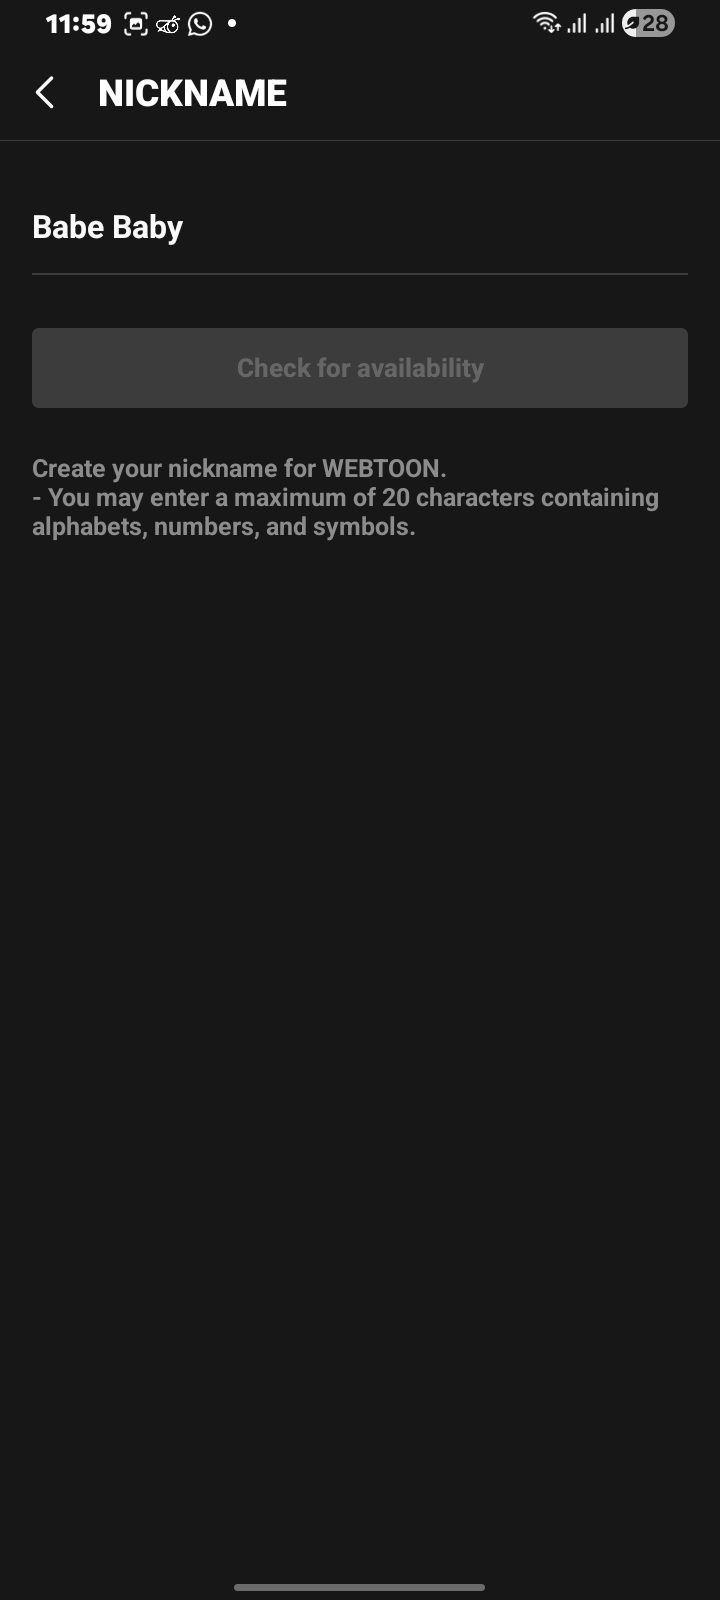 11:59
28
NICKNAME
Babe Baby
Check for availability
Create your nickname for WEBTOON.
- You may enter a maximum of 20 characters containing
alphabets, numbers, and symbols.